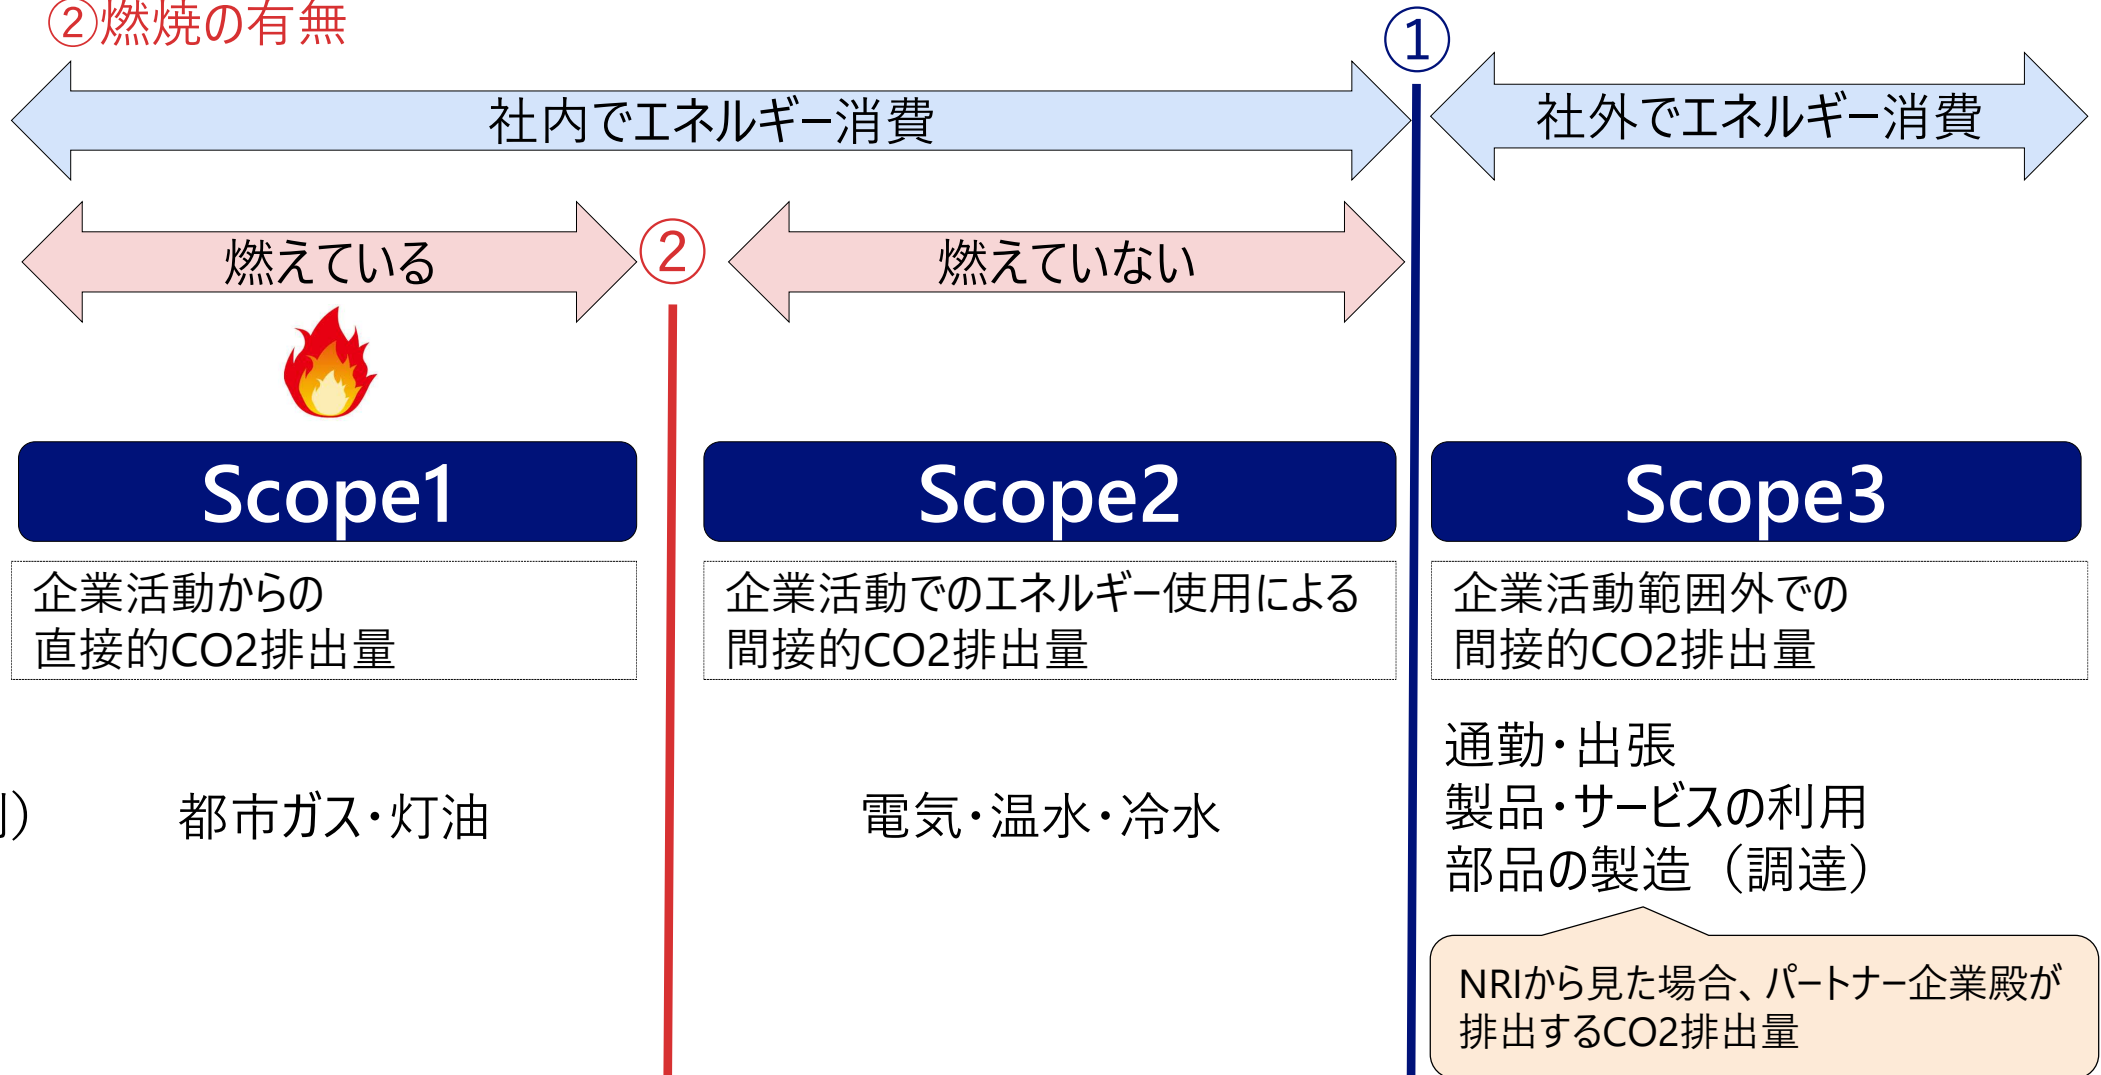 ②燃焼の有無
①
社内でエネルギー消費
社外でエネルギー消費
燃えている
②
燃えていない
Scope1
Scope2
Scope3
企業活動からの
直接的CO2排出量
企業活動でのエネルギー使用による
間接的CO2排出量
企業活動範囲外での
間接的CO2排出量
）
都市ガス・灯油
電気・温水・冷水
通勤・出張
製品・サービスの利用
部品の製造（調達）
NRIから見た場合、パートナー企業殿が
排出するCO2排出量